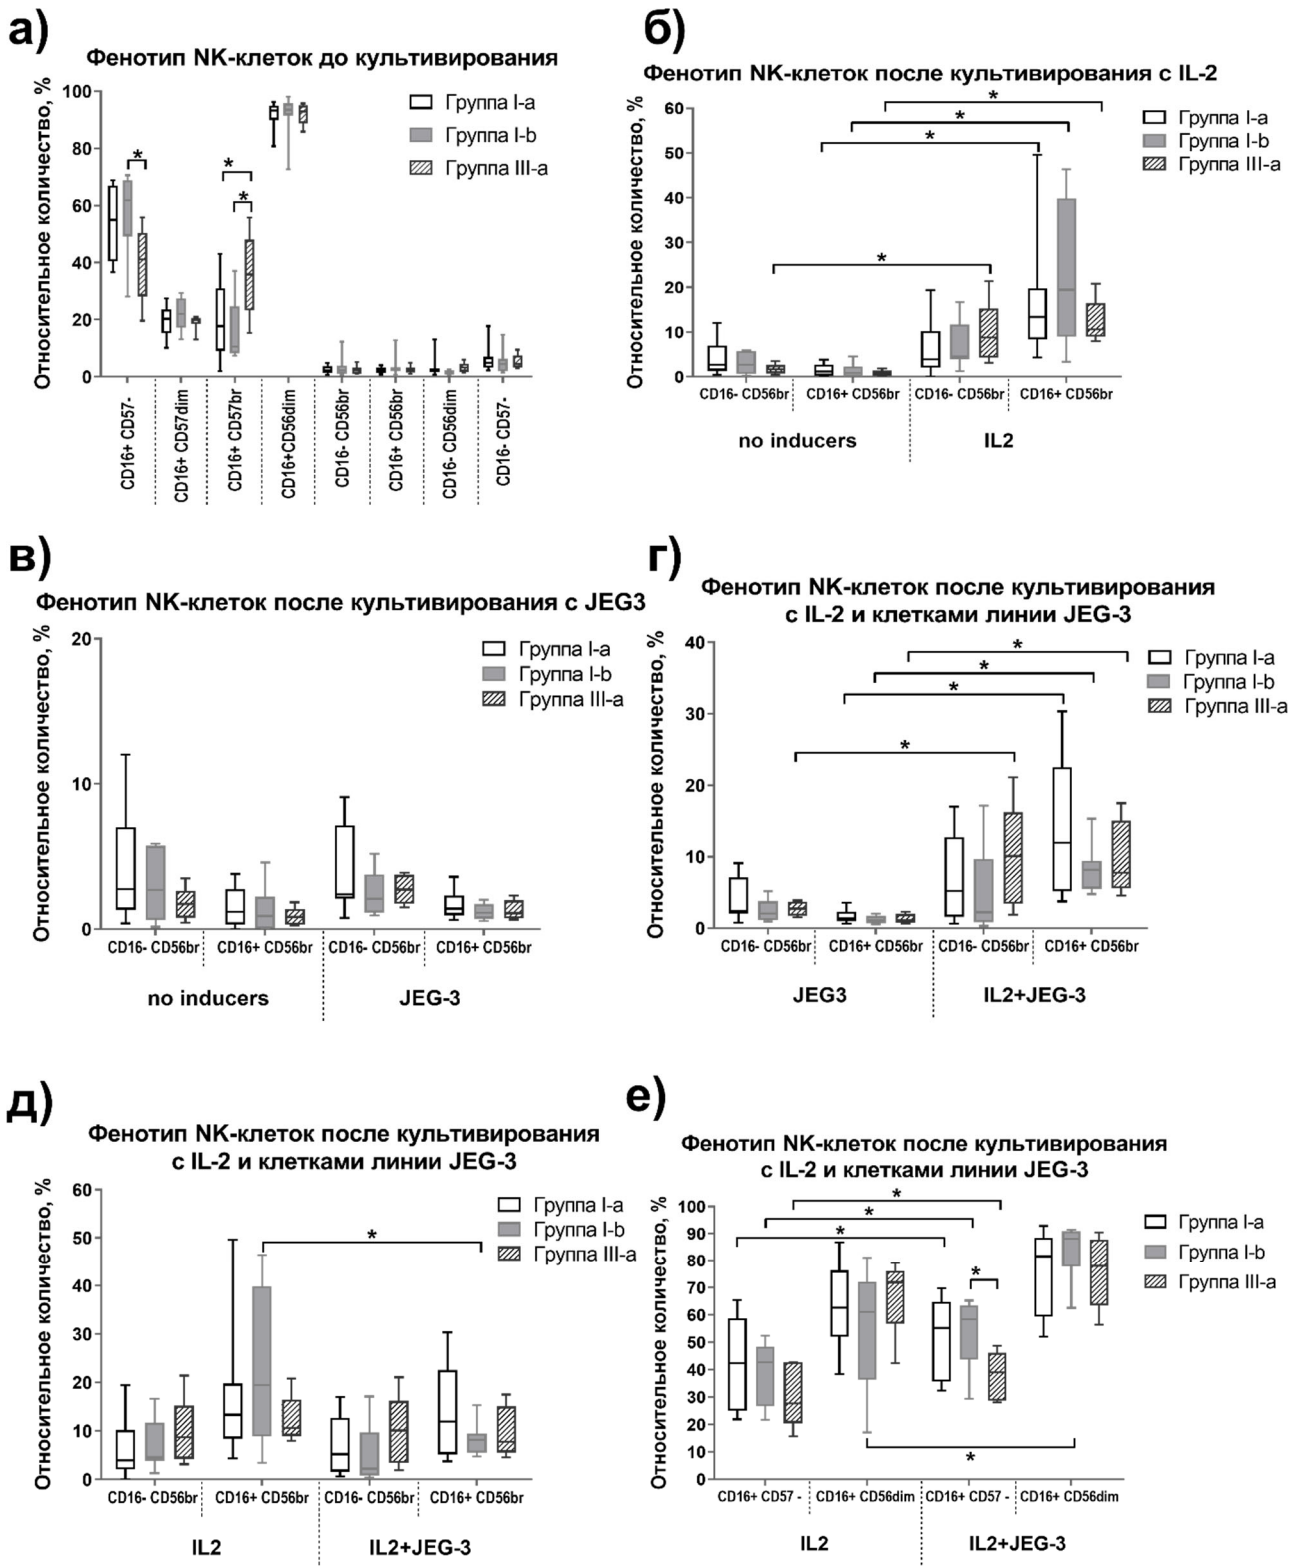 а)
Фенотип NK-клеток до культивирования
Относительное количество, %
100
80
60
40
20
0
Группа I-a
Группа I-b
Группа III-a
*
*
*
CD16+ CD57-
CD16+ CD57dim
CD16+ CD57br
CD16+CD56dim
CD16- CD56br
CD16+ CD56br
CD16- CD56dim
CD16- CD57-
б)
Фенотип NK-клеток после культивирования с IL-2
Относительное количество, %
60
50
40
30
20
10
0
Группа I-a
Группа I-b
Группа III-a
*
*
*
*
CD16- CD56br
CD16+ CD56br
CD16- CD56br
CD16+ CD56br
no inducers
IL2
в)
Фенотип NK-клеток после культивирования с JEG3
Относительное количество, %
20
10
0
Группа I-a
Группа I-b
Группа III-a
CD16- CD56br
CD16+ CD56br
CD16- CD56br
CD16+ CD56br
no inducers
JEG-3
г)
Фенотип NK-клеток после культивирования
с IL-2 и клетками линии JEG-3
Относительное количество, %
40
30
20
10
0
Группа I-a
Группа I-b
Группа III-a
*
*
*
*
CD16- CD56br
CD16+ CD56br
CD16- CD56br
CD16+ CD56br
JEG3
IL2+JEG-3
д)
Фенотип NK-клеток после культивирования
с IL-2 и клетками линии JEG-3
Относительное количество, %
60
50
40
30
20
10
0
Группа I-a
Группа I-b
Группа III-a
*
CD16- CD56br
CD16+ CD56br
CD16- CD56br
CD16+ CD56br
IL2
IL2+JEG-3
е)
Фенотип NK-клеток после культивирования
с IL-2 и клетками линии JEG-3
Относительное количество, %
100
90
80
70
60
50
40
30
20
10
0
Группа I-a
Группа I-b
Группа III-a
*
*
*
*
*
CD16+ CD57 -
CD16+ CD56dim
CD16+ CD57 -
CD16+ CD56dim
IL2
IL2+JEG-3